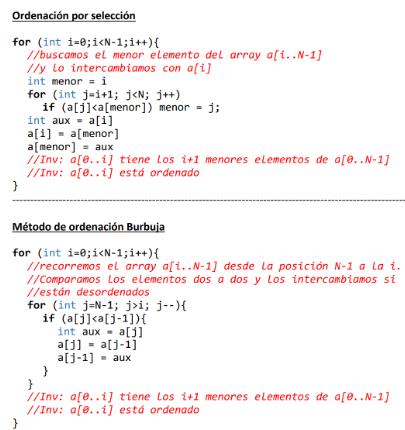 Ordenación por selección
for (int i=0;i<N-1;i++){
//buscamos el menor elemento del array a[i..N-1]
//y lo intercambiamos con a[i]
int menor = i
for (int j=i+1; j<N; j++)
if (a[j]<a[menor]) menor = j;
int aux = a[i]
a[i] = a[menor]
a[menor] = aux
//Inv: a[0..i] tiene los i+1 menores elementos de a[0..N-1]
//Inv: a[0..i] está ordenado
}
Método de ordenación Burbuja
for (int i=0;i<N-1;i++){
//recorremos el array a[i..N-1] desde la posición N-1 a la i.
//Comparamos los elementos dos a dos y los intercambiamos si
//están desordenados
for (int j=N-1; j>i; j--){
if (a[j]<a[j-1]){
int aux = a[j]
a[j] = a[j-1]
a[j-1] = aux
}
}
//Inv: a[0..i] tiene los i+1 menores elementos de a[0..N-1]
//Inv: a[0..i] está ordenado
}